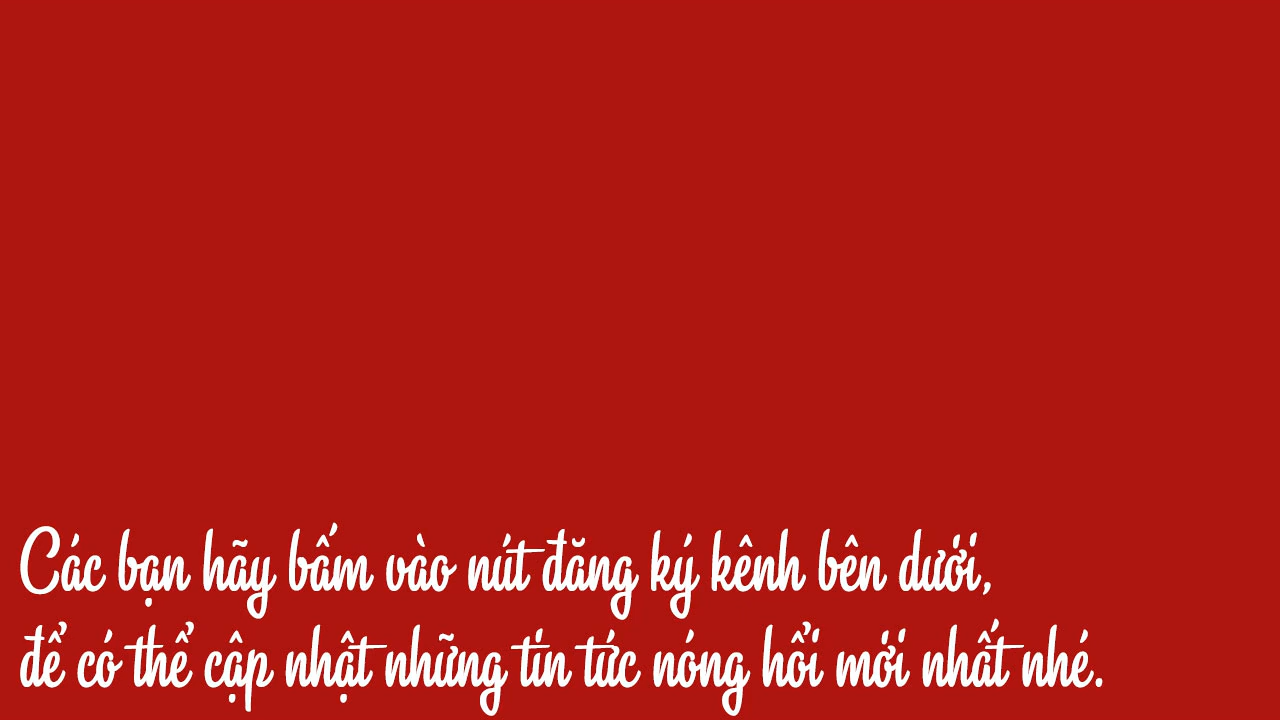 Các bạn hãy bấm vào nút đăng ký kênh bên dưới,
để có thể cập nhật những tin tức nóng hổi mới nhất nhé.